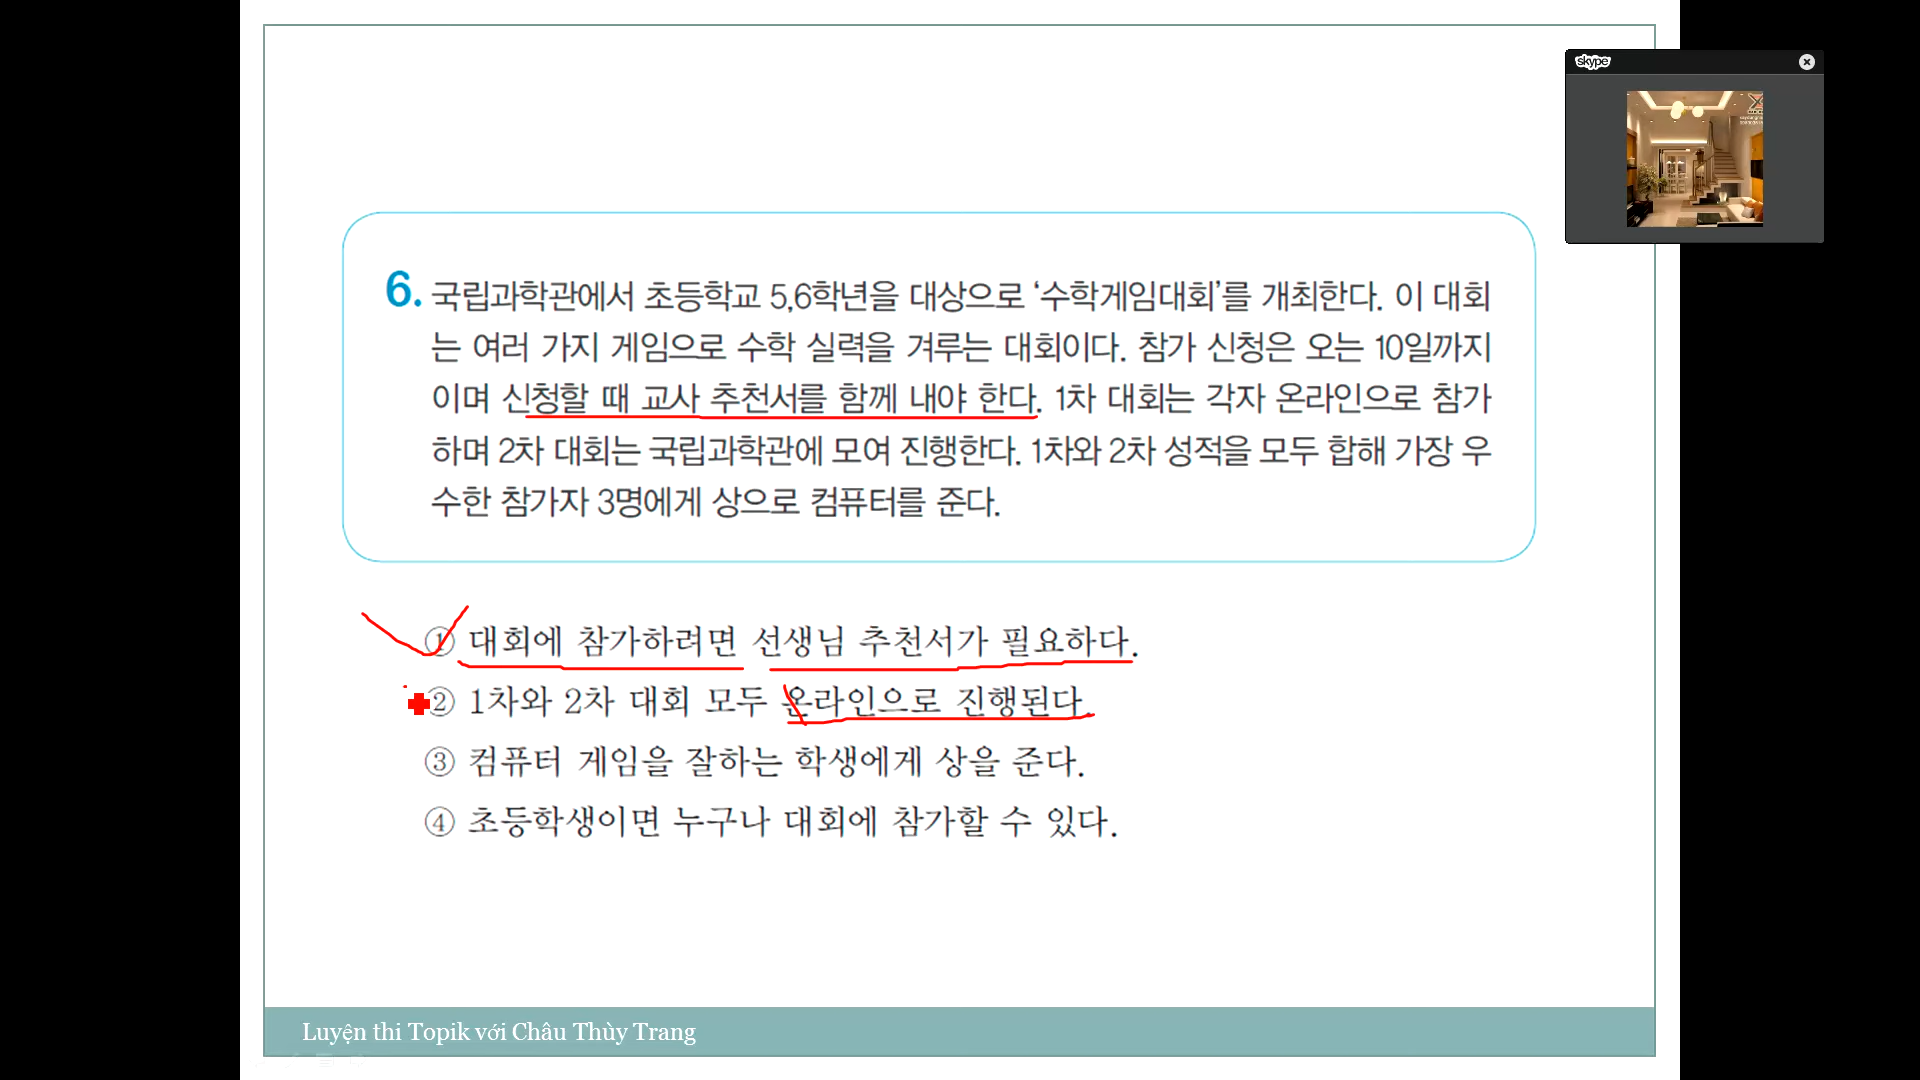 skype
6. 국립과학관에서 초등학교 5,6학년을 대상으로 ‘수학게임대회’를 개최한다. 이 대회
는 여러 가지 게임으로 수학 실력을 겨루는 대회이다. 참가 신청은 오는 10일까지
이며 신청할 때 교사 추천서를 함께 내야 한다. 1차 대회는 각자 온라인으로 참가
하며 2차 대회는 국립과학관에 모여 진행한다. 1차와 2차 성적을 모두 합해 가장 우
수한 참가자 3명에게 상으로 컴퓨터를 준다.
① 대회에 참가하려면 선생님 추천서가 필요하다.
② 1차와 2차 대회 모두 온라인으로 진행된다.
③ 컴퓨터 게임을 잘하는 학생에게 상을 준다.
④ 초등학생이면 누구나 대회에 참가할 수 있다.
Luyện thi Topik với Châu Thùy Trang